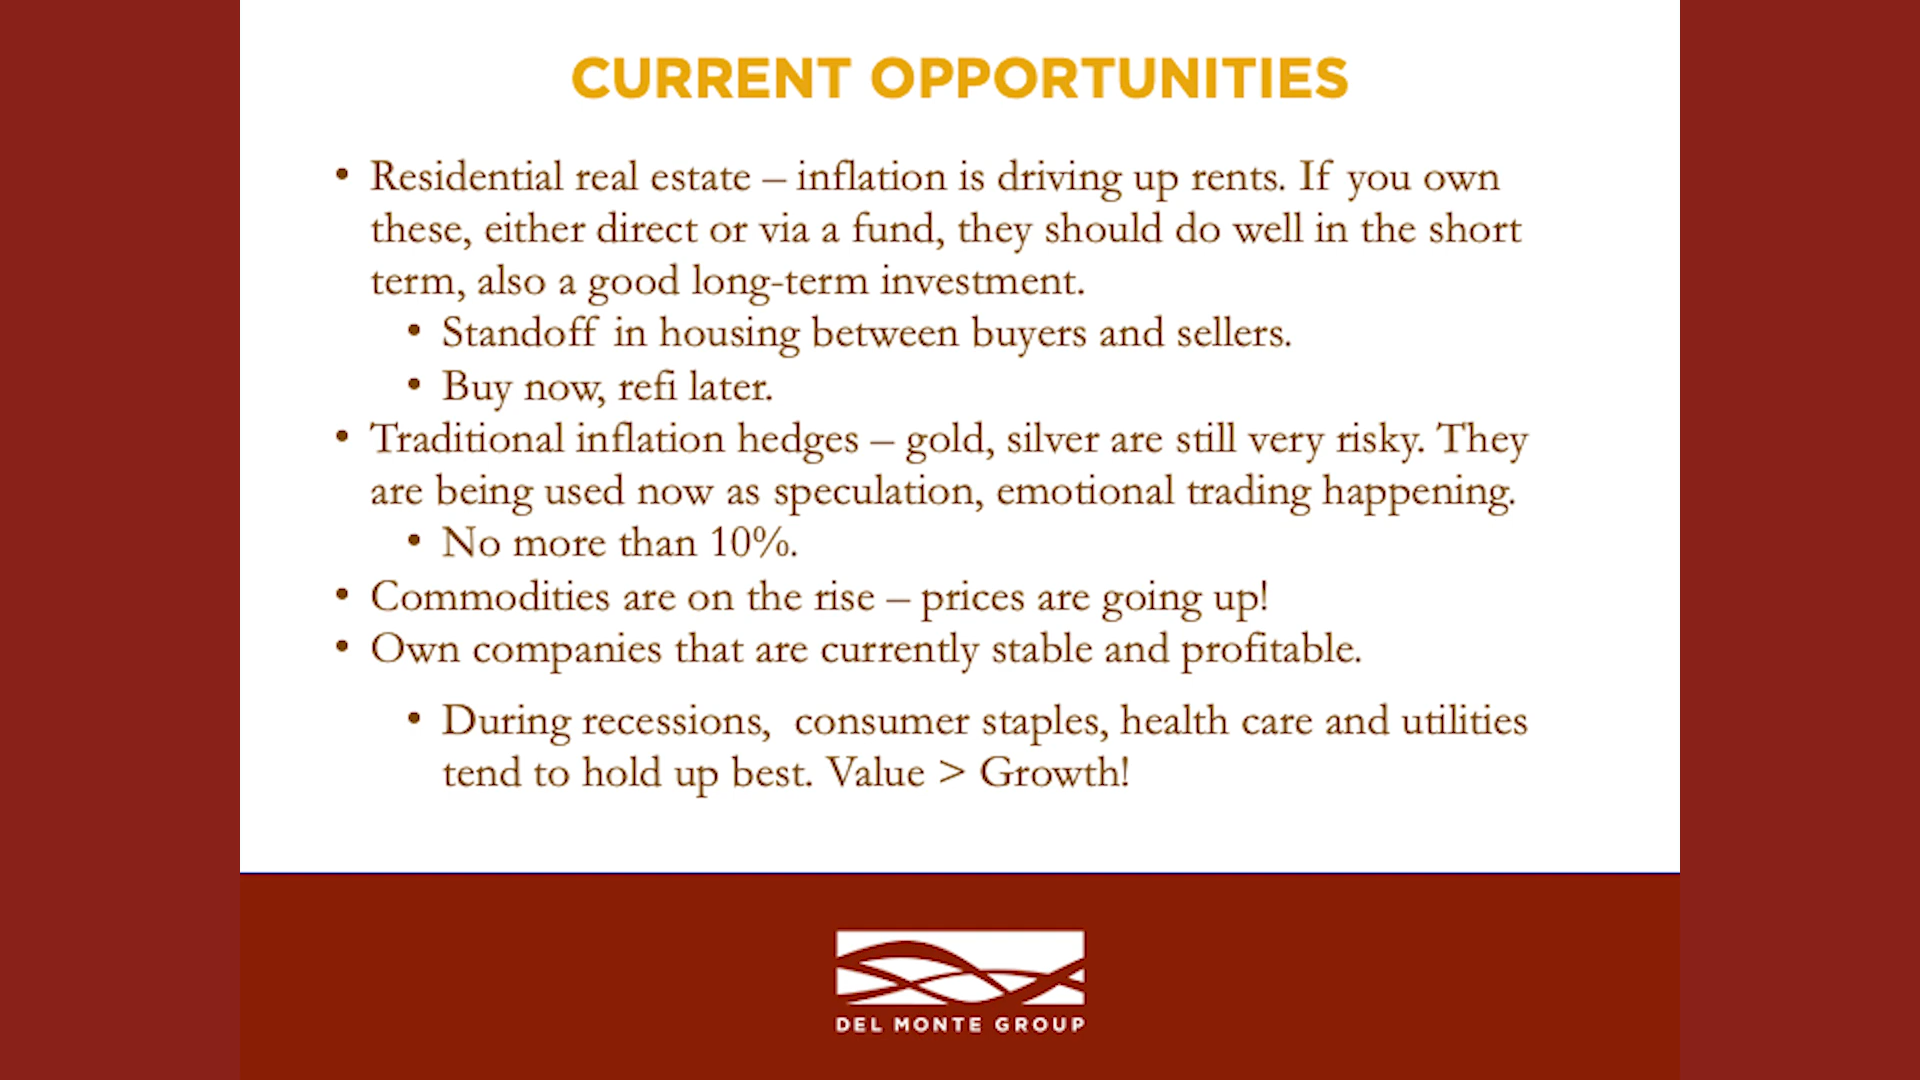 CURRENT OPPORTUNITIES
• Residential real estate – inflation is driving up rents. If you own
these, either direct or via a fund, they should do well in the short
term, also a good long-term investment.
• Standoff in housing between buyers and sellers.
• Buy now, refi later.
• Traditional inflation hedges – gold, silver are still very risky. They
are being used now as speculation, emotional trading happening.
• No more than 10%.
• Commodities are on the rise – prices are going up!
• Own companies that are currently stable and profitable.
• During recessions,  consumer staples, health care and utilities
tend to hold up best. Value > Growth!
DEL MONTE GROUP